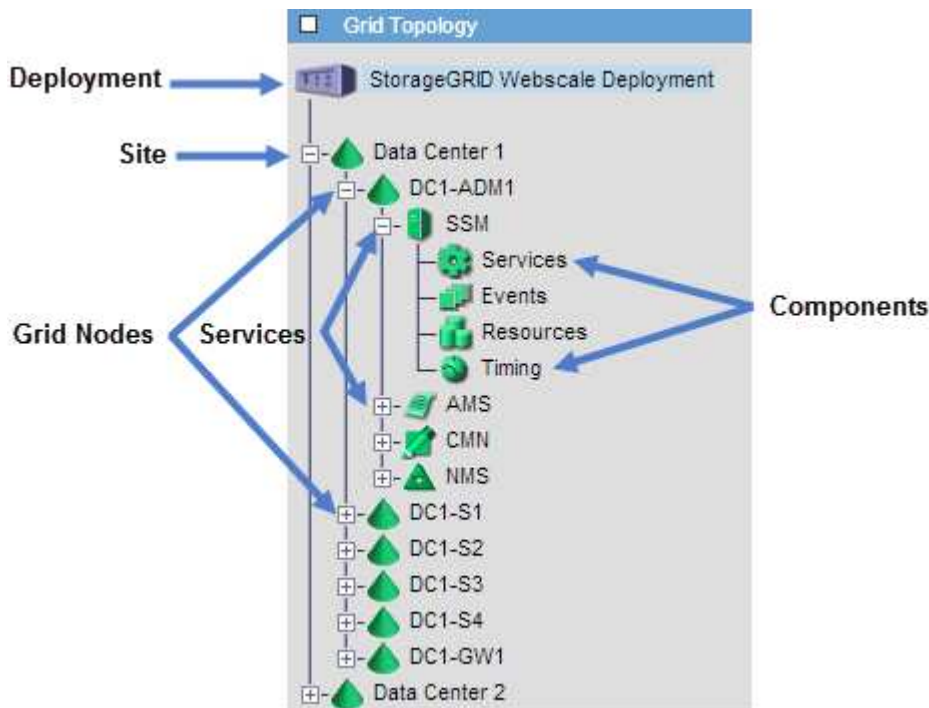 Grid Topology
Deployment
StorageGRID Webscale Deployment
Site
Data Center 1
DC1-ADM1
SSM
Services
Events
Components
Grid Nodes
Services
Resources
Timing
AMS
CMN
NMS
DC1-S1
DC1-S2
DC1-S3
DC1-S4
DC1-GW1
Data Center 2